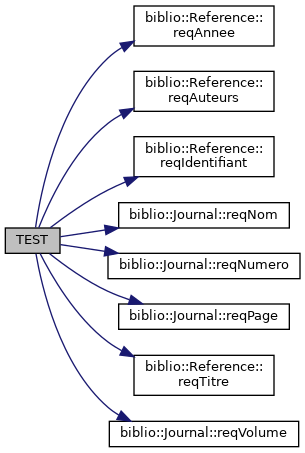 biblio::Reference::
reqAnnee
biblio::Reference::
reqAuteurs
biblio::Reference::
reqIdentifiant
biblio::Journal::reqNom
TEST
biblio::Journal::reqNumero
biblio::Journal::reqPage
biblio::Reference::
reqTitre
biblio::Journal::reqVolume